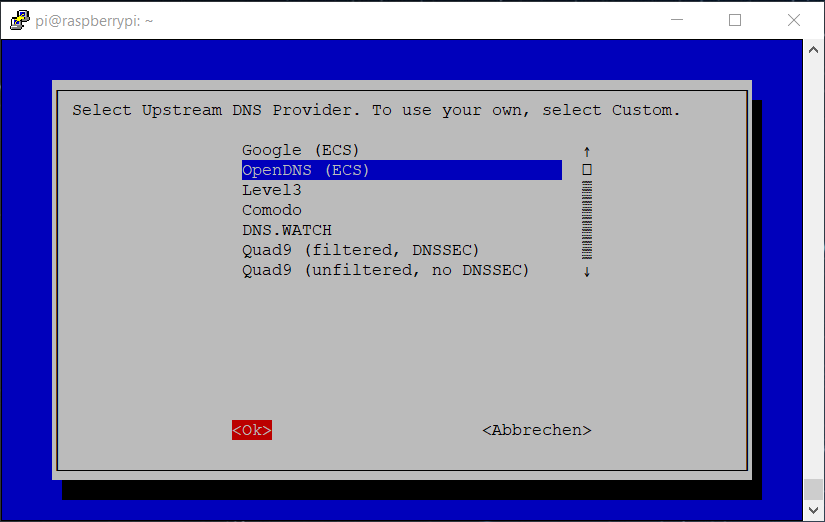 pi@raspberrypi: ~
Select Upstream DNS Provider. To use your own, select Custom.
Google (ECS)
OpenDNS (ECS)
Level3
Comodo
DNS.WATCH
Quad9 (filtered, DNSSEC)
Quad9 (unfiltered, no DNSSEC)
<Ok> <Abbrechen>